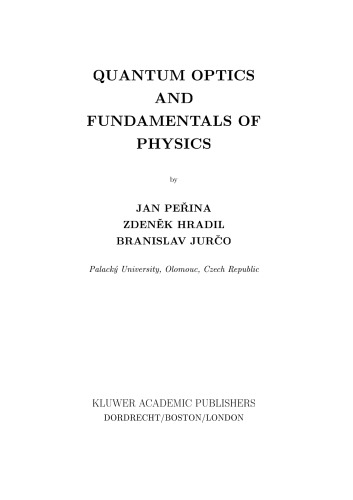 QUANTUM OPTICS
AND
FUNDAMENTALS OF
PHYSICS
by
JAN PEŘINA
ZDENĚK HRADIL
BRANISLAV JURČO
Palacký University, Olomouc, Czech Republic
KLUWER ACADEMIC PUBLISHERS
DORDRECHT/BOSTON/LONDON